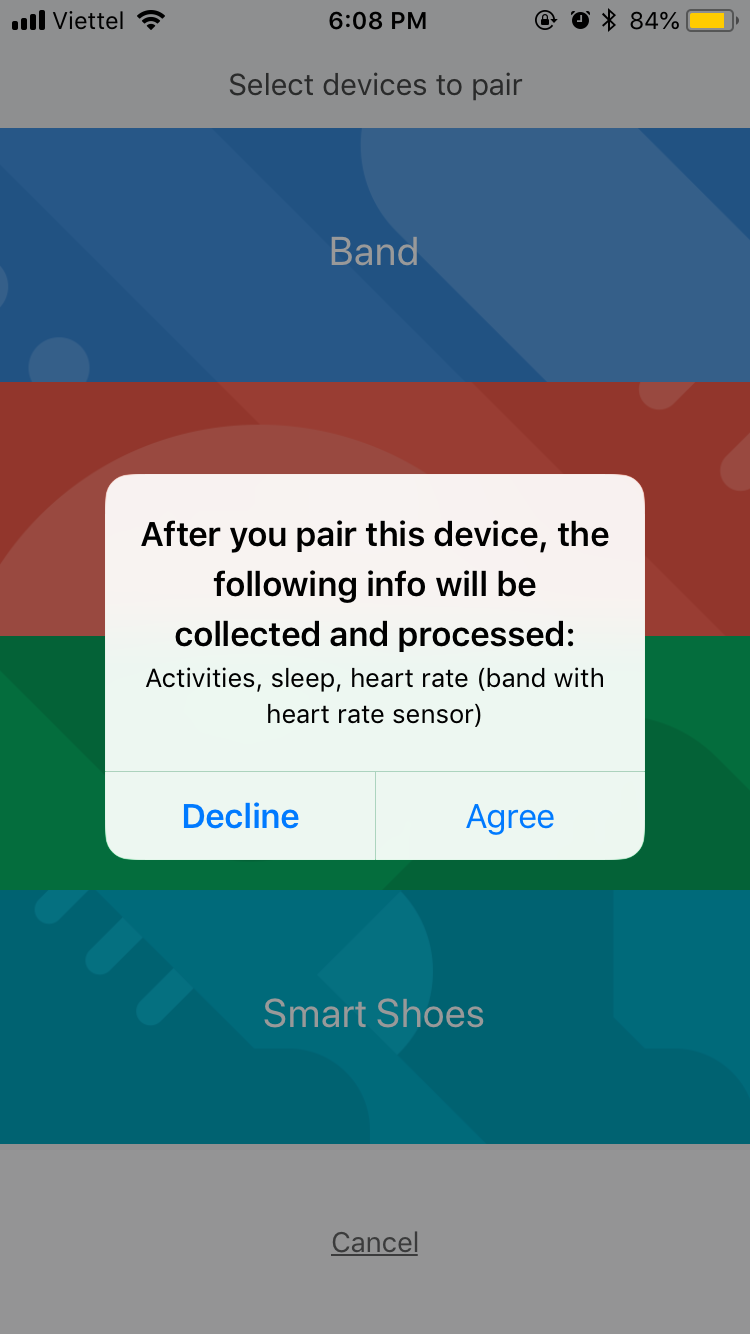 Viettel 6:08 PM 84%
Select devices to pair
Band
After you pair this device, the
following info will be
collected and processed:
Activities, sleep, heart rate (band with
heart rate sensor)
Decline Agree
Smart Shoes
Cancel